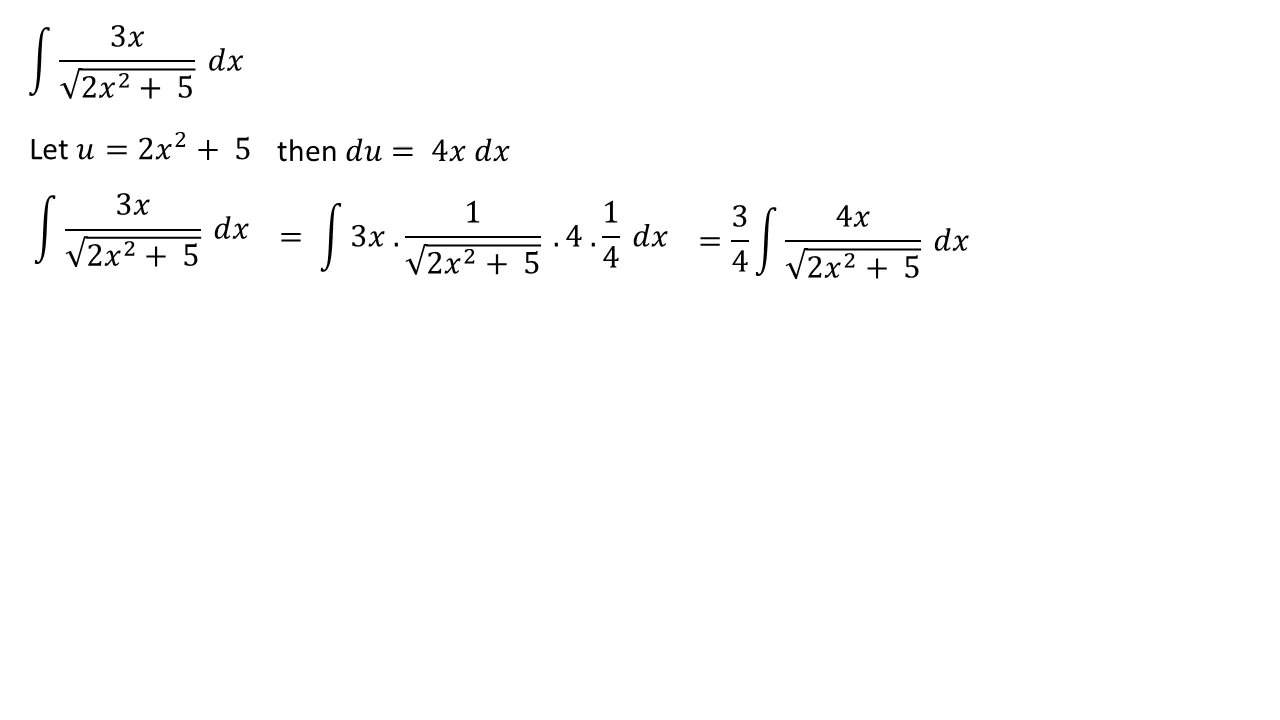 ∫ 3x / √(2x² + 5) dx
Let u = 2x² + 5 then du = 4x dx
∫ 3x / √(2x² + 5) dx = ∫ 3x . 1 / √(2x² + 5) . 4 . 1/4 dx = 3/4 ∫ 4x / √(2x² + 5) dx